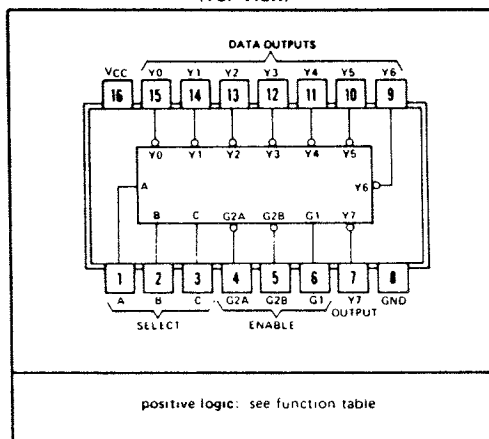 (TOP VIEW)
DATA OUTPUTS
VCC Y0 Y1 Y2 Y3 Y4 Y5 Y6
16 15 14 13 12 11 10 9
Y0 Y1 Y2 Y3 Y4 Y5
A Y6
B C G2A G2B G1 Y7
1 2 3 4 5 6 7 8
A B C G2A G2B G1 Y7 GND
SELECT ENABLE OUTPUT
positive logic: see function table